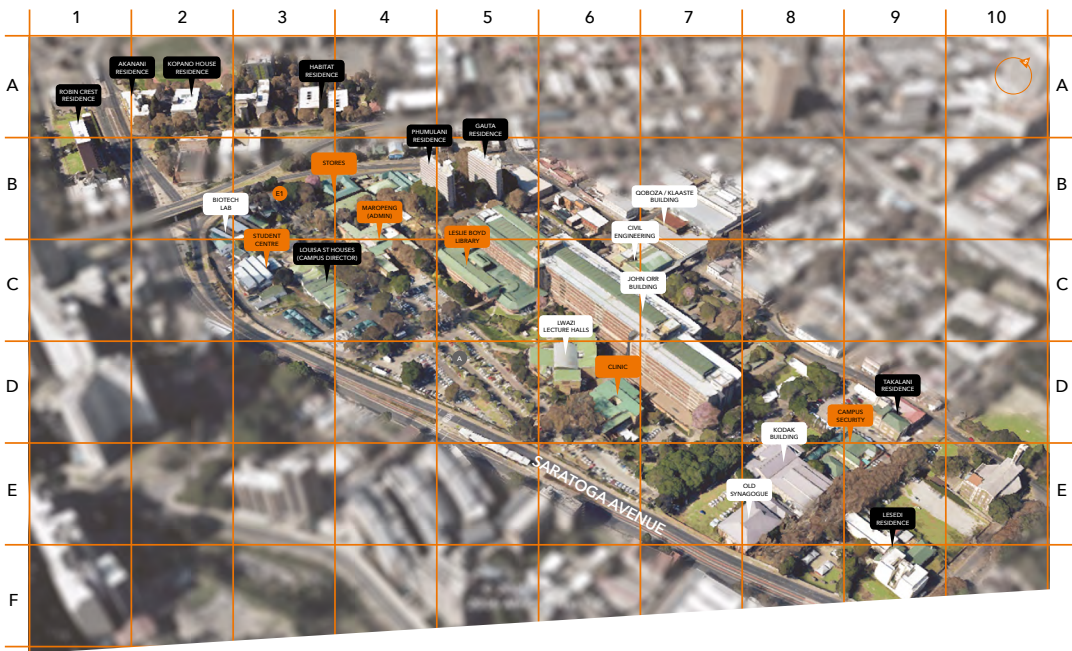 1 2 3 4 5 6 7 8 9 10
A
A
AKANANI
RESIDENCE
KOPANO HOUSE
RESIDENCE
HABITAT
RESIDENCE
ROBIN CREST
RESIDENCE
PHUMULANI
RESIDENCE
GAUTA
RESIDENCE
B
B
STORES
E1
BIOTECH
LAB
MAROPENG
(ADMIN)
QOBOZA / KLAASTE
BUILDING
STUDENT
CENTRE
LESLIE BOYD
LIBRARY
CIVIL
ENGINEERING
LOUISA ST HOUSES
(CAMPUS DIRECTOR)
C
C
JOHN ORR
BUILDING
LWAZI
LECTURE HALLS
A
CLINIC
D
D
TAKALANI
RESIDENCE
CAMPUS
SECURITY
KODAK
BUILDING
SARATOGA AVENUE
E
E
OLD
SYNAGOGUE
LESEDI
RESIDENCE
F